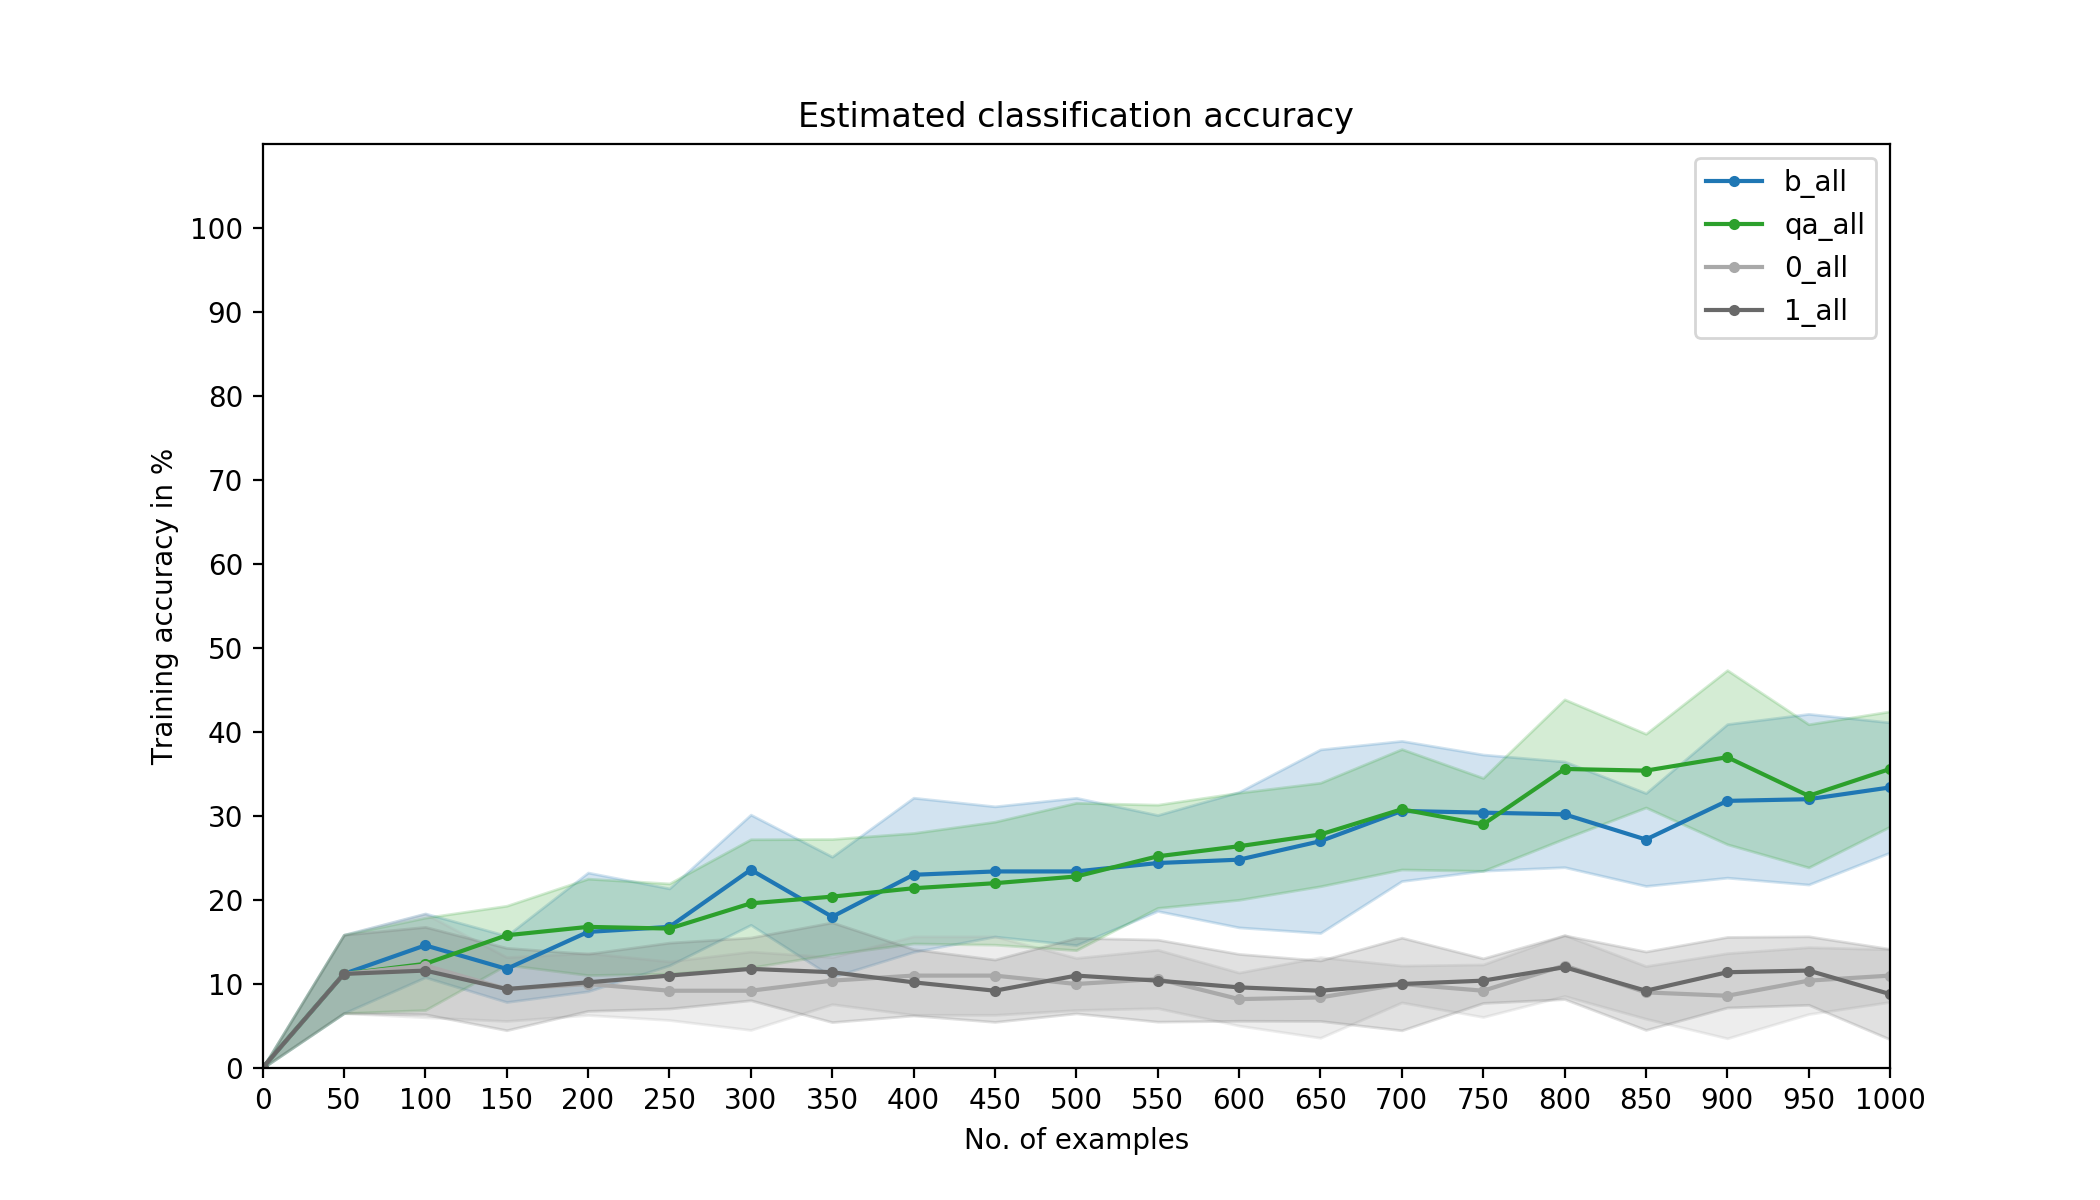 Estimated classification accuracy
b_all
qa_all
0_all
1_all
100
90
80
70
60
50
40
30
20
10
0
Training accuracy in %
0 50 100 150 200 250 300 350 400 450 500 550 600 650 700 750 800 850 900 950 1000
No. of examples